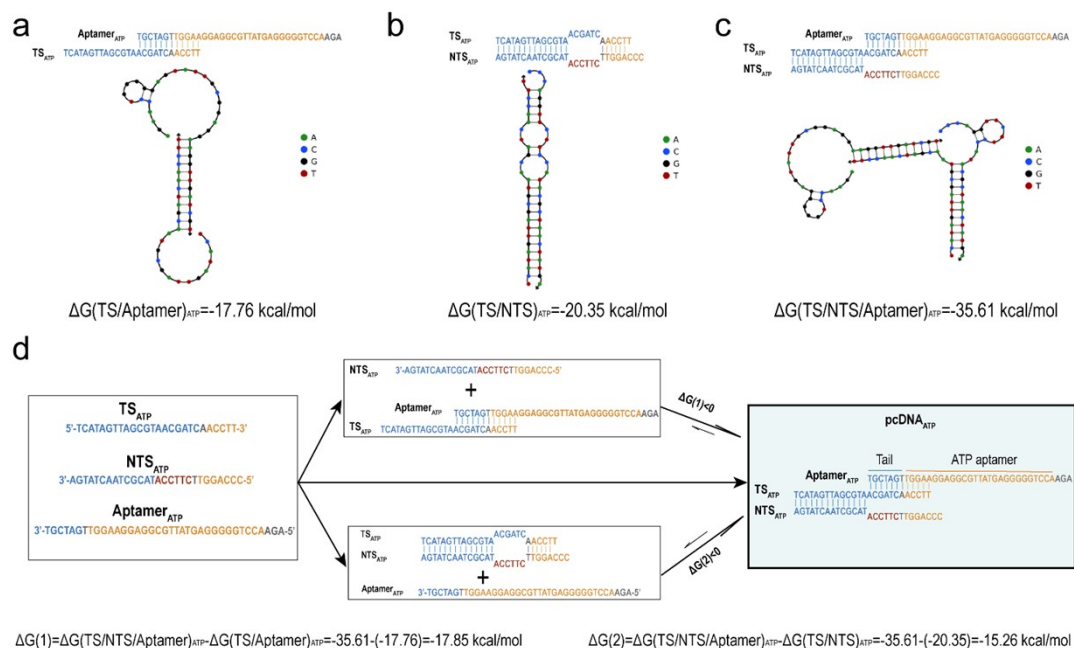 a
Aptamer ATP TGCTAGTTGGAAGGAGGCGTTATGAGGGGGTCCAAGA
TS ATP TCATAGTTAGCGTAACGATCAACCTT
A
C
G
T
ΔG(TS/Aptamer)ATP=-17.76 kcal/mol
b
ACGATC
TS ATP TCATAGTTAGCGTA AACCTT
NTS ATP AGTATCAATCGCAT TTGGACCC
ACCTTC
A
C
G
T
ΔG(TS/NTS)ATP=-20.35 kcal/mol
c
Aptamer ATP TGCTAGTTGGAAGGAGGCGTTATGAGGGGGTCCAAGA
TS ATP TCATAGTTAGCGTAACGATCAACCTT
NTS ATP AGTATCAATCGCAT
ACCTTCTTGGACCC
A
C
G
T
ΔG(TS/NTS/Aptamer)ATP=-35.61 kcal/mol
d
TS ATP
5'-TCATAGTTAGCGTAACGATCAACCTT-3'
NTS ATP
3'-AGTATCAATCGCATACCTTCTTGGACCC-5'
Aptamer ATP
3'-TGCTAGTTGGAAGGAGGCGTTATGAGGGGGTCCAAGA-5'
NTS ATP 3'-AGTATCAATCGCATACCTTCTTGGACCC-5'
+
Aptamer ATP TGCTAGTTGGAAGGAGGCGTTATGAGGGGGTCCAAGA
TS ATP TCATAGTTAGCGTAACGATCAACCTT
TS ATP ACGATC
TCATAGTTAGCGTA AACCTT
NTS ATP AGTATCAATCGCAT TTGGACCC
ACCTTC
+
Aptamer ATP 3'-TGCTAGTTGGAAGGAGGCGTTATGAGGGGGTCCAAGA-5'
ΔG(1)<0
ΔG(2)<0
pcDNA ATP
Tail ATP aptamer
Aptamer ATP TGCTAGTTGGAAGGAGGCGTTATGAGGGGGTCCAAGA
TS ATP TCATAGTTAGCGTAACGATCAACCTT
NTS ATP AGTATCAATCGCAT
ACCTTCTTGGACCC
ΔG(1)=ΔG(TS/NTS/Aptamer)ATP-ΔG(TS/Aptamer)ATP=-35.61-(-17.76)=-17.85 kcal/mol
ΔG(2)=ΔG(TS/NTS/Aptamer)ATP-ΔG(TS/NTS)ATP=-35.61-(-20.35)=-15.26 kcal/mol